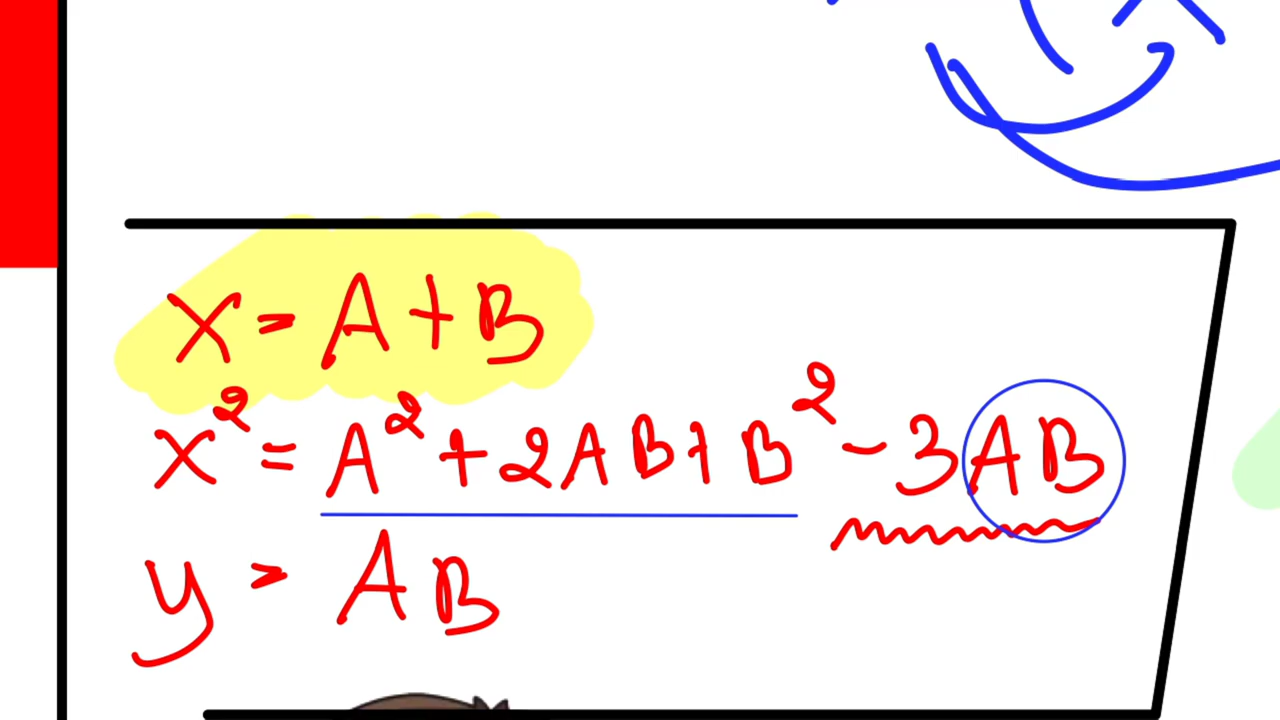 x = A + B
x² = A² + 2AB + B² - 3AB
y = AB